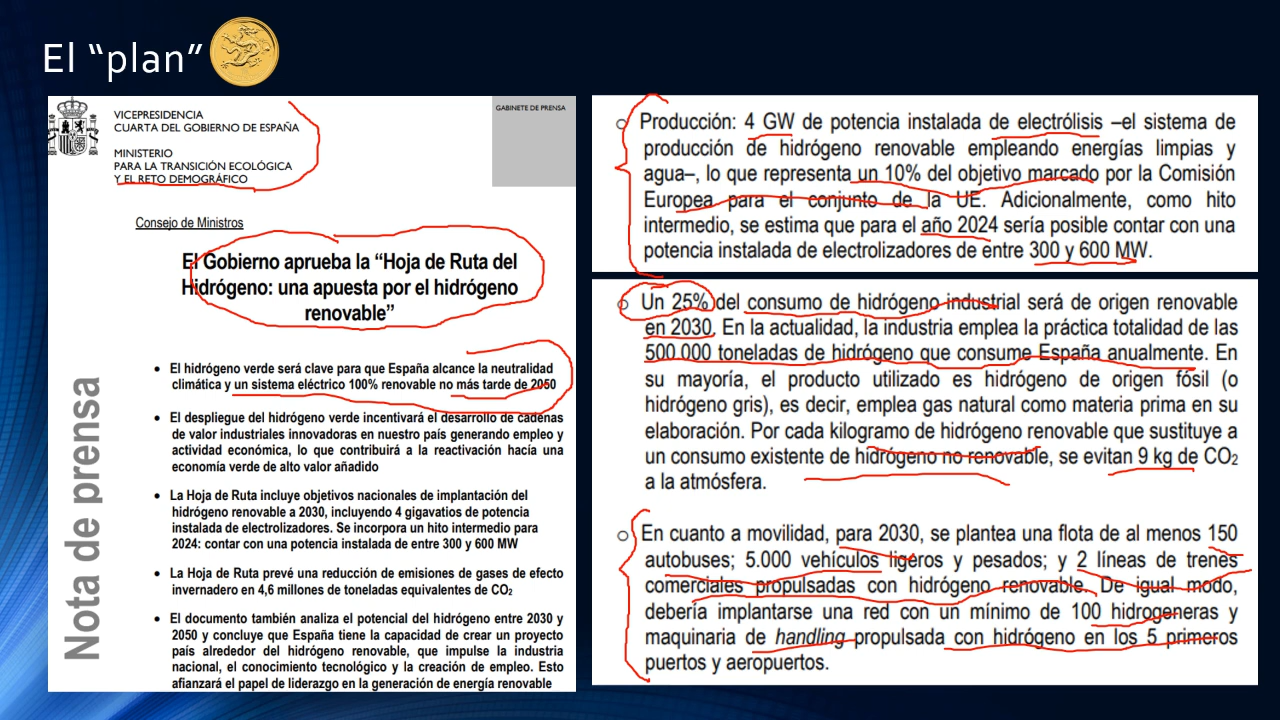 El “plan”
VICEPRESIDENCIA
CUARTA DEL GOBIERNO DE ESPAÑA
MINISTERIO
PARA LA TRANSICIÓN ECOLÓGICA
Y EL RETO DEMOGRÁFICO
GABINETE DE PRENSA
Nota de prensa
Consejo de Ministros
El Gobierno aprueba la “Hoja de Ruta del
Hidrógeno: una apuesta por el hidrógeno
renovable”
• El hidrógeno verde será clave para que España alcance la neutralidad
climática y un sistema eléctrico 100% renovable no más tarde de 2050
• El despliegue del hidrógeno verde incentivará el desarrollo de cadenas
de valor industriales innovadoras en nuestro país generando empleo y
actividad económica, lo que contribuirá a la reactivación hacía una
economía verde de alto valor añadido
• La Hoja de Ruta incluye objetivos nacionales de implantación del
hidrógeno renovable a 2030, incluyendo 4 gigavatios de potencia
instalada de electrolizadores. Se incorpora un hito intermedio para
2024: contar con una potencia instalada de entre 300 y 600 MW
• La Hoja de Ruta prevé una reducción de emisiones de gases de efecto
invernadero en 4,6 millones de toneladas equivalentes de CO2
• El documento también analiza el potencial del hidrógeno entre 2030 y
2050 y concluye que España tiene la capacidad de crear un proyecto
país alrededor del hidrógeno renovable, que impulse la industria
nacional, el conocimiento tecnológico y la creación de empleo. Esto
afianzará el papel de liderazgo en la generación de energía renovable
o Producción: 4 GW de potencia instalada de electrólisis –el sistema de
producción de hidrógeno renovable empleando energías limpias y
agua–, lo que representa un 10% del objetivo marcado por la Comisión
Europea para el conjunto de la UE. Adicionalmente, como hito
intermedio, se estima que para el año 2024 sería posible contar con una
potencia instalada de electrolizadores de entre 300 y 600 MW.
o Un 25% del consumo de hidrógeno industrial será de origen renovable
en 2030. En la actualidad, la industria emplea la práctica totalidad de las
500.000 toneladas de hidrógeno que consume España anualmente. En
su mayoría, el producto utilizado es hidrógeno de origen fósil (o
hidrógeno gris), es decir, emplea gas natural como materia prima en su
elaboración. Por cada kilogramo de hidrógeno renovable que sustituye a
un consumo existente de hidrógeno no renovable, se evitan 9 kg de CO2
a la atmósfera.
o En cuanto a movilidad, para 2030, se plantea una flota de al menos 150
autobuses; 5.000 vehículos ligeros y pesados; y 2 líneas de trenes
comerciales propulsadas con hidrógeno renovable. De igual modo,
debería implantarse una red con un mínimo de 100 hidrogeneras y
maquinaria de handling propulsada con hidrógeno en los 5 primeros
puertos y aeropuertos.